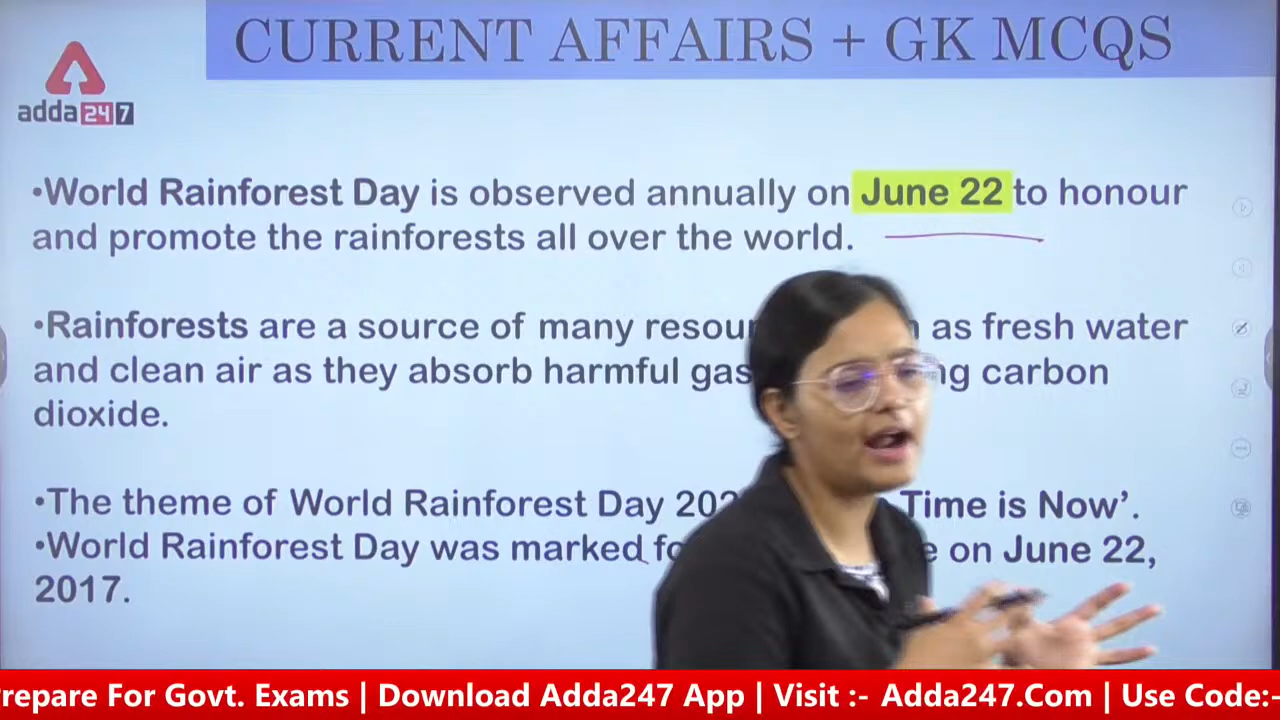 CURRENT AFFAIRS + GK MCQS
adda247
•World Rainforest Day is observed annually on June 22 to honour
and promote the rainforests all over the world.
•Rainforests are a source of many as fresh water
and clean air as they absorb harmful carbon
dioxide.
•The theme of World Rainforest Day Time is Now’.
•World Rainforest Day was marked on June 22,
2017.
Prepare For Govt. Exams | Download Adda247 App | Visit :- Adda247.Com | Use Code:-